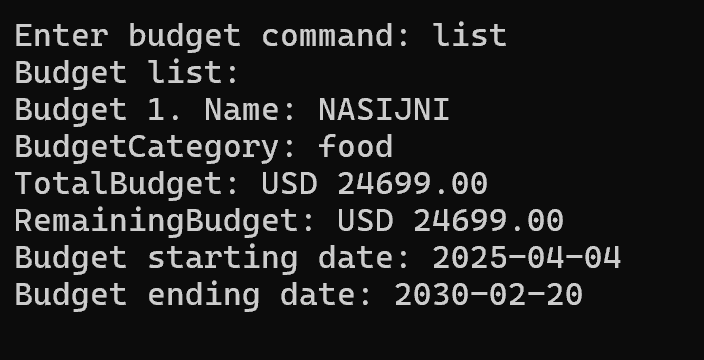 Enter budget command: list
Budget list:
Budget 1. Name: NASIJNI
BudgetCategory: food
TotalBudget: USD 24699.00
RemainingBudget: USD 24699.00
Budget starting date: 2025-04-04
Budget ending date: 2030-02-20